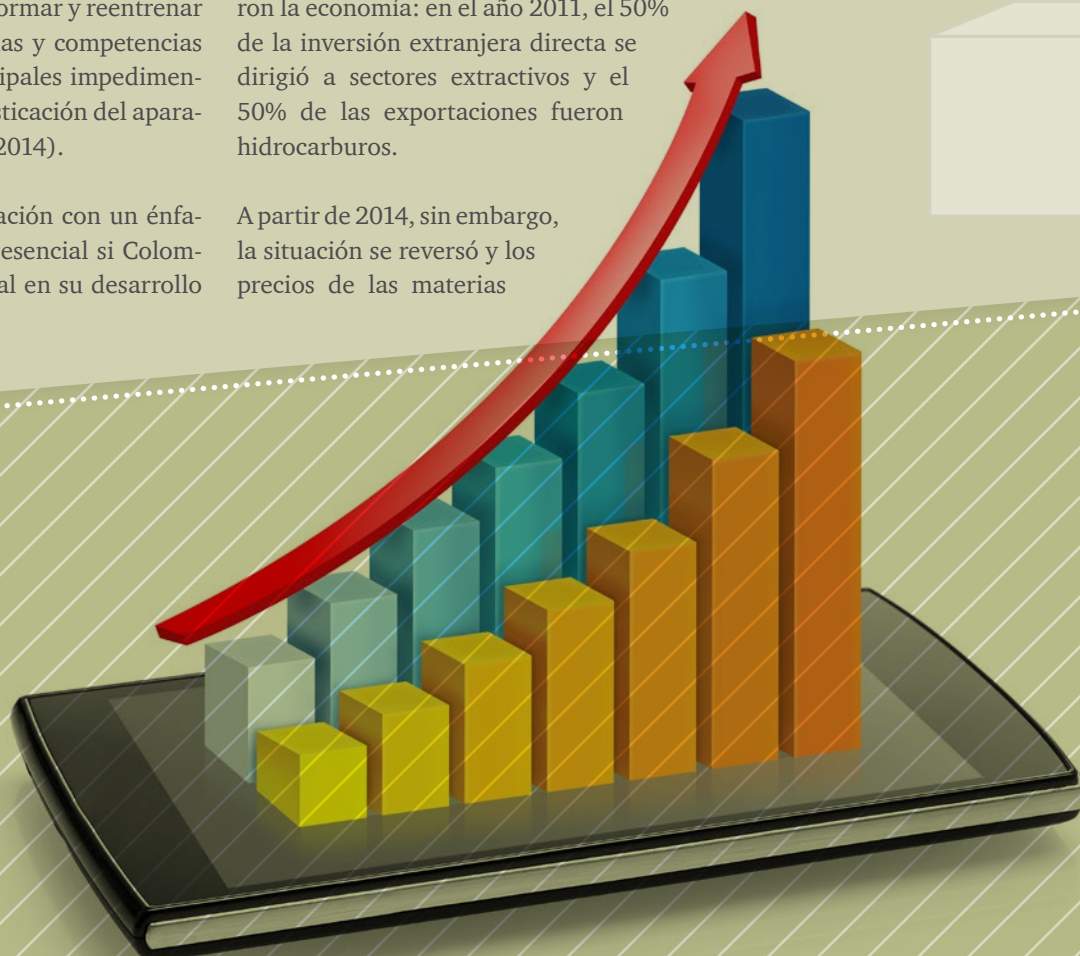 ormar y reentrenar
as y competencias
ipales impedimen-
sticación del apara-
2014).
ación con un énfa-
esencial si Colom-
al en su desarrollo
ron la economía: en el año 2011, el 50%
de la inversión extranjera directa se
dirigió a sectores extractivos y el
50% de las exportaciones fueron
hidrocarburos.
A partir de 2014, sin embargo,
la situación se reversó y los
precios de las materias